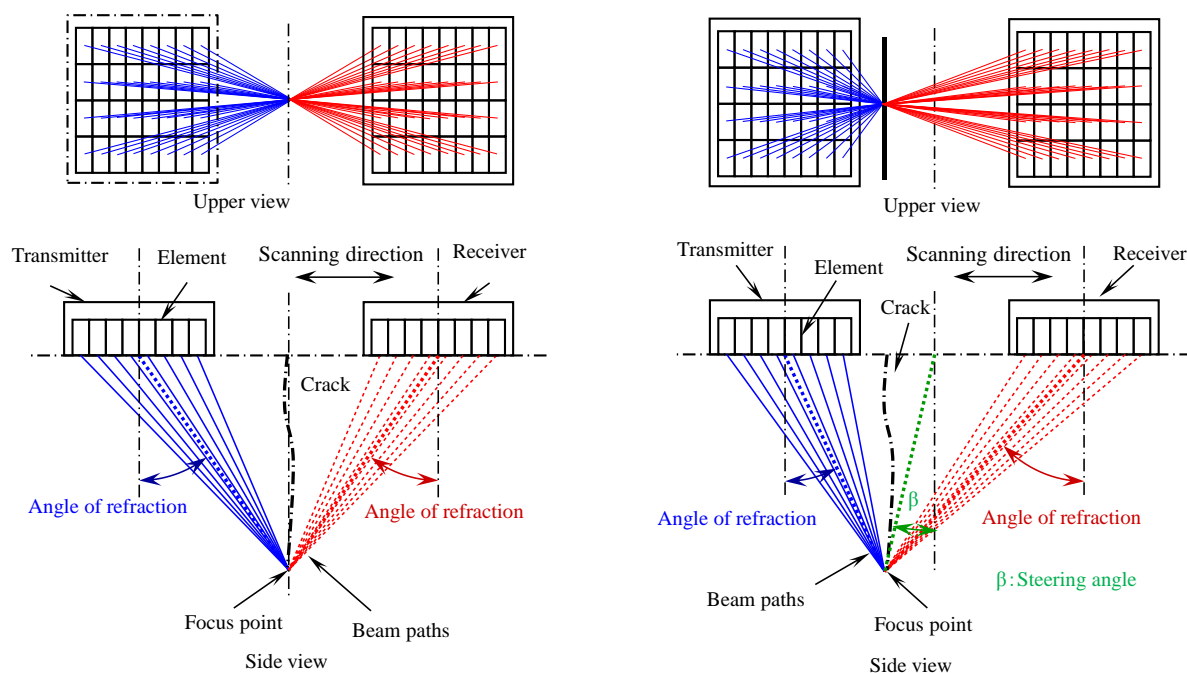 Upper view
Transmitter
Element
Scanning direction
Receiver
Crack
Angle of refraction
Angle of refraction
Focus point
Beam paths
Side view
Upper view
Transmitter
Element
Scanning direction
Receiver
Crack
Angle of refraction
β
Angle of refraction
β:Steering angle
Beam paths
Focus point
Side view